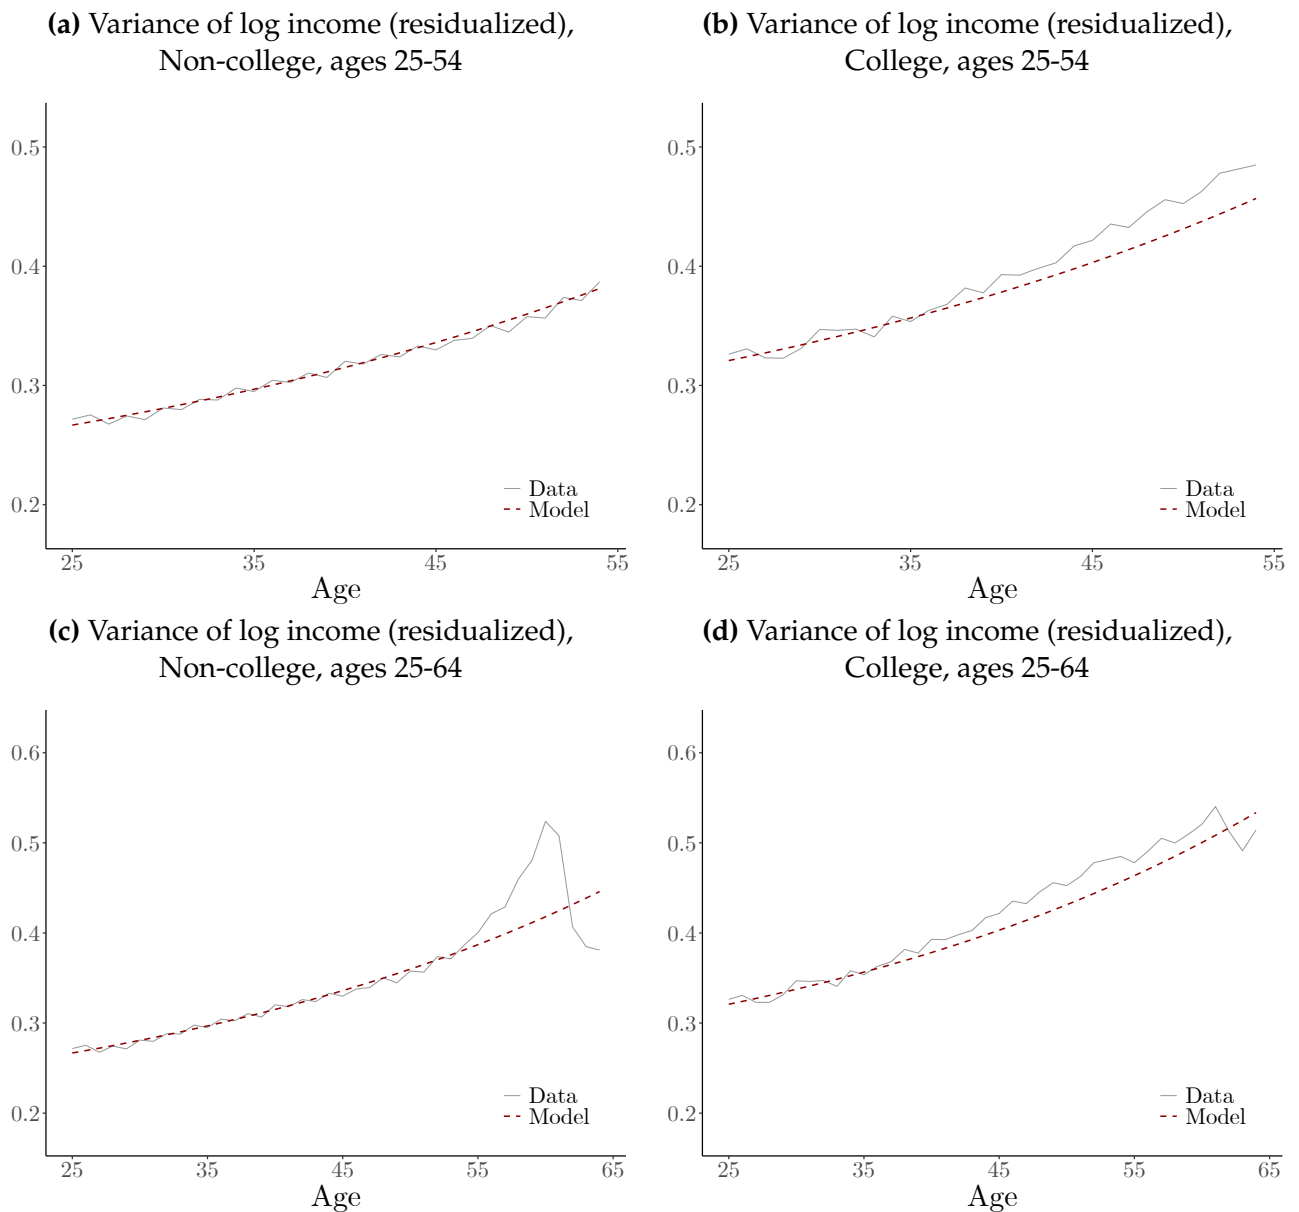 (a) Variance of log income (residualized),
Non-college, ages 25-54
0.5
0.4
0.3
0.2
Data
Model
25 35 45 55
Age
(b) Variance of log income (residualized),
College, ages 25-54
0.5
0.4
0.3
0.2
Data
Model
25 35 45 55
Age
(c) Variance of log income (residualized),
Non-college, ages 25-64
0.6
0.5
0.4
0.3
0.2
Data
Model
25 35 45 55 65
Age
(d) Variance of log income (residualized),
College, ages 25-64
0.6
0.5
0.4
0.3
0.2
Data
Model
25 35 45 55 65
Age